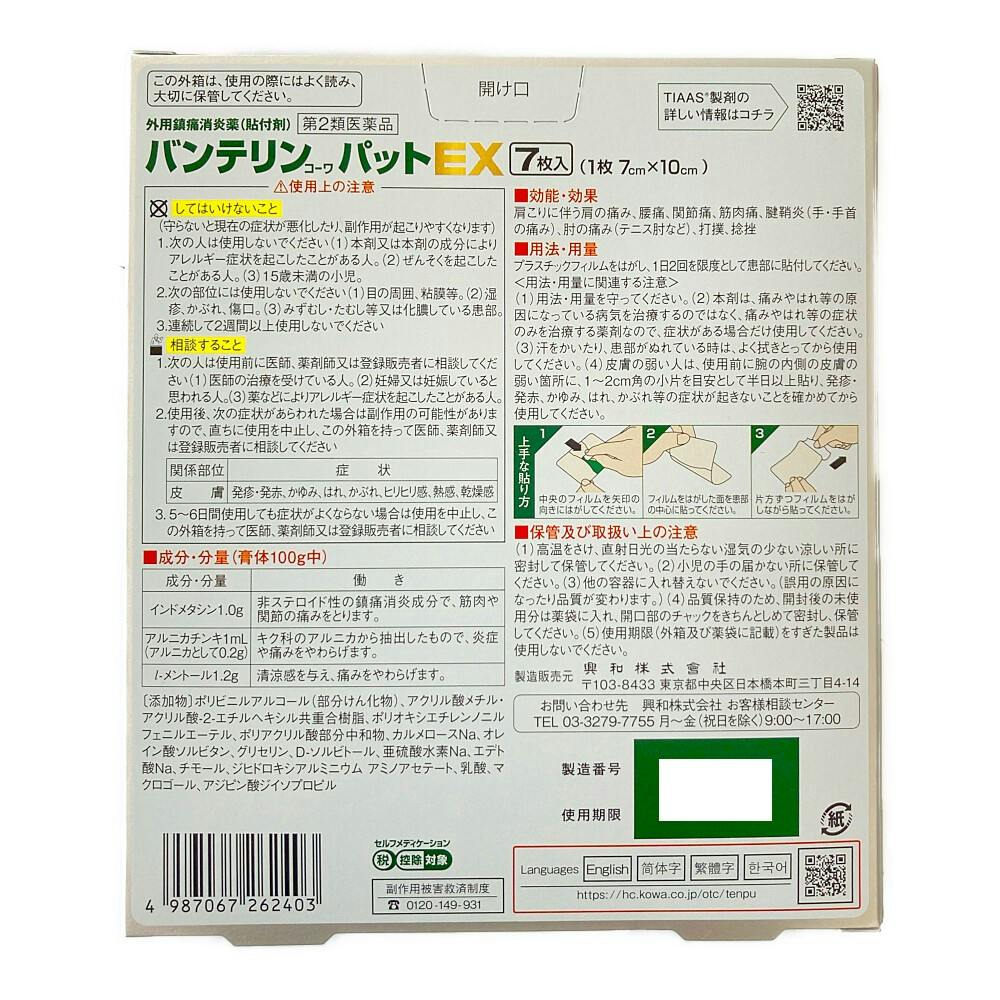 この外箱は、使用の際にはよく読み、
大切に保管してください。
開け口
TIAAS®製剤の
詳しい情報はコチラ
外用鎮痛消炎薬(貼付剤) 第2類医薬品
バンテリンコーワパットEX 7枚入 (1枚 7cm×10cm)
⚠使用上の注意
してはいけないこと
(守らないと現在の症状が悪化したり、副作用が起こりやすくなります)
1.次の人は使用しないでください(1)本剤又は本剤の成分により
アレルギー症状を起こしたことがある人。(2)ぜんそくを起こした
ことがある人。(3)15歳未満の小児。
2.次の部位には使用しないでください(1)目の周囲、粘膜等。(2)湿
疹、かぶれ、傷口。(3)みずむし・たむし等又は化膿している患部。
3.連続して2週間以上使用しないでください
相談すること
1.次の人は使用前に医師、薬剤師又は登録販売者に相談してくだ
さい(1)医師の治療を受けている人。(2)妊婦又は妊娠していると
思われる人。(3)薬などによりアレルギー症状を起こしたことがある人。
2.使用後、次の症状があらわれた場合は副作用の可能性がありま
すので、直ちに使用を中止し、この外箱を持って医師、薬剤師又
は登録販売者に相談してください
関係部位 症状
皮膚 発疹・発赤、かゆみ、はれ、かぶれ、ヒリヒリ感、熱感、乾燥感
3.5〜6日間使用しても症状がよくならない場合は使用を中止し、こ
の外箱を持って医師、薬剤師又は登録販売者に相談してください
■成分・分量(膏体100g中)
成分・分量 働き
インドメタシン1.0g 非ステロイド性の鎮痛消炎成分で、筋肉や
関節の痛みをとります。
アルニカチンキ1mL
(アルニカとして0.2g) キク科のアルニカから抽出したもので、炎症
や痛みをやわらげます。
l-メントール1.2g 清涼感を与え、痛みをやわらげます。
〔添加物〕ポリビニルアルコール(部分けん化物)、アクリル酸メチル・
アクリル酸-2-エチルヘキシル共重合樹脂、ポリオキシエチレンノニル
フェニルエーテル、ポリアクリル酸部分中和物、カルメロースNa、オレ
イン酸ソルビタン、グリセリン、D-ソルビトール、亜硫酸水素Na、エデト
酸Na、チモール、ジヒドロキシアルミニウム アミノアセテート、乳酸、マ
クロゴール、アジピン酸ジイソプロピル
4 987067 262403
セルフメディケーション
税 控除 対象
副作用被害救済制度
☎ 0120-149-931
■効能・効果
肩こりに伴う肩の痛み、腰痛、関節痛、筋肉痛、腱鞘炎(手・手首
の痛み)、肘の痛み(テニス肘など)、打撲、捻挫
■用法・用量
プラスチックフィルムをはがし、1日2回を限度として患部に貼付してください。
<用法・用量に関連する注意>
(1)用法・用量を守ってください。(2)本剤は、痛みやはれ等の原
因になっている病気を治療するのではなく、痛みやはれ等の症状
のみを治療する薬剤なので、症状がある場合だけ使用してください。
(3)汗をかいたり、患部がぬれている時は、よく拭きとってから使用
してください。(4)皮膚の弱い人は、使用前に腕の内側の皮膚の
弱い箇所に、1〜2cm角の小片を目安として半日以上貼り、発疹・
発赤、かゆみ、はれ、かぶれ等の症状が起きないことを確かめてから
使用してください。
上手な貼り方
1
中央のフィルムを矢印の
向きにはがしてください。
2
フィルムをはがした面を患部
の中心に貼ってください。
3
片方ずつフィルムをはが
しながら貼ってください。
■保管及び取扱い上の注意
(1)高温をさけ、直射日光の当たらない湿気の少ない涼しい所に
密封して保管してください。(2)小児の手の届かない所に保管して
ください。(3)他の容器に入れ替えないでください。(誤用の原因に
なったり品質が変わります。)(4)品質保持のため、開封後の未使
用分は薬袋に入れ、開口部のチャックをきちんとしめて密封し、保管
してください。(5)使用期限(外箱及び薬袋に記載)をすぎた製品は
使用しないでください。
製造販売元 興和株式會社
〒103-8433 東京都中央区日本橋本町三丁目4-14
お問い合わせ先 興和株式会社 お客様相談センター
TEL 03-3279-7755 月〜金(祝日を除く)9:00〜17:00
製造番号
使用期限
紙
Languages English 简体字 繁體字 한국어
https://hc.kowa.co.jp/otc/tenpu